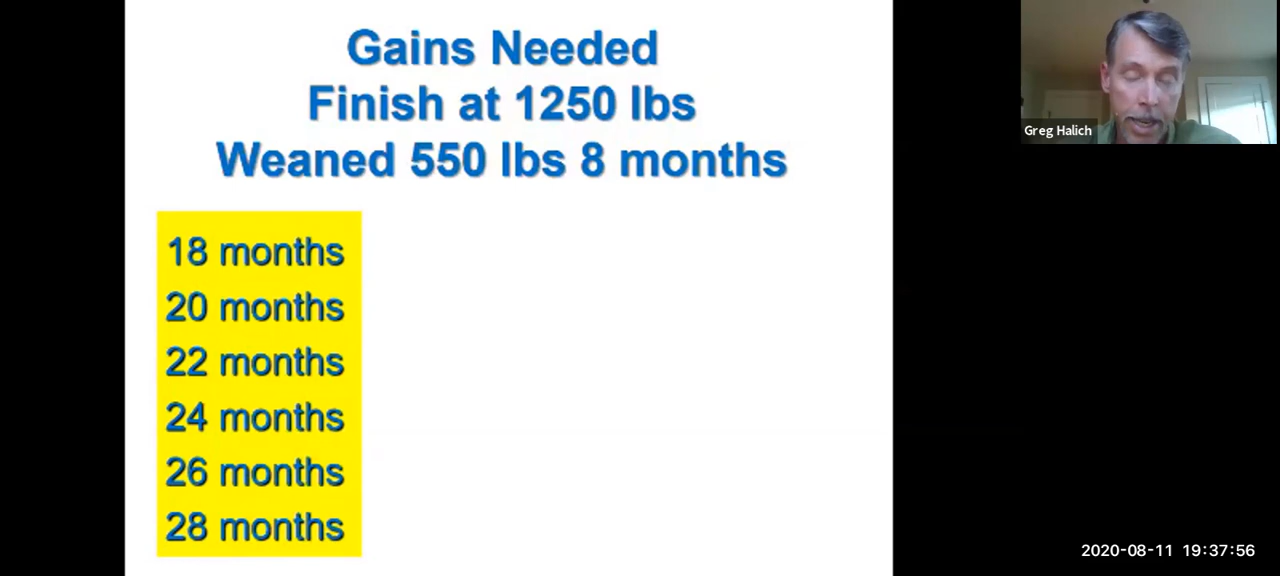 Gains Needed
Finish at 1250 lbs
Weaned 550 lbs 8 months
18 months
20 months
22 months
24 months
26 months
28 months
Greg Halich
2020-08-11 19:37:56